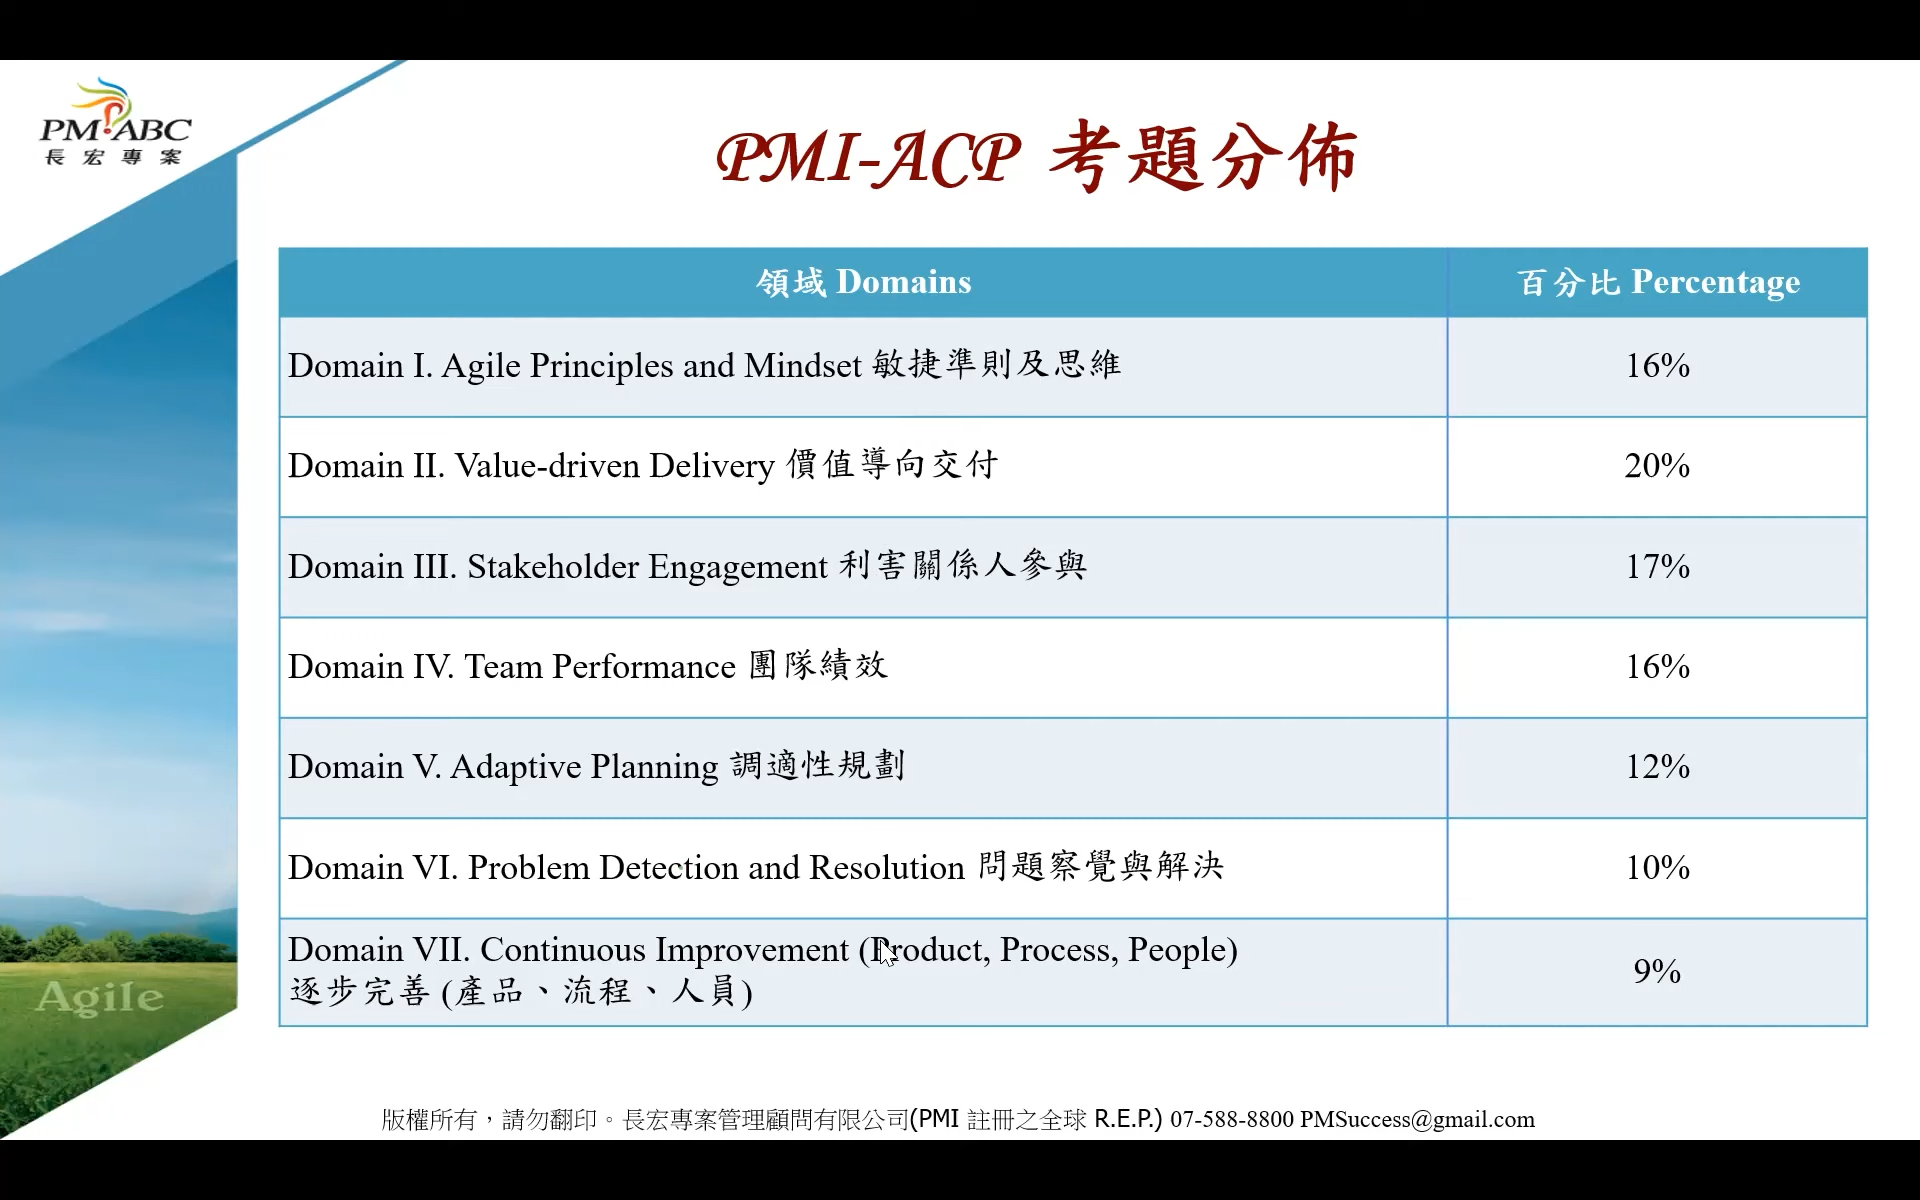 PM ABC
長宏專案
PMI-ACP 考題分佈
領域 Domains 百分比 Percentage
Domain I. Agile Principles and Mindset 敏捷準則及思維 16%
Domain II. Value-driven Delivery 價值導向交付 20%
Domain III. Stakeholder Engagement 利害關係人參與 17%
Domain IV. Team Performance 團隊績效 16%
Domain V. Adaptive Planning 調適性規劃 12%
Domain VI. Problem Detection and Resolution 問題察覺與解決 10%
Domain VII. Continuous Improvement (Product, Process, People)
逐步完善 (產品、流程、人員) 9%
Agile
版權所有，請勿翻印。長宏專案管理顧問有限公司(PMI 註冊之全球 R.E.P.) 07-588-8800 PMSuccess@gmail.com